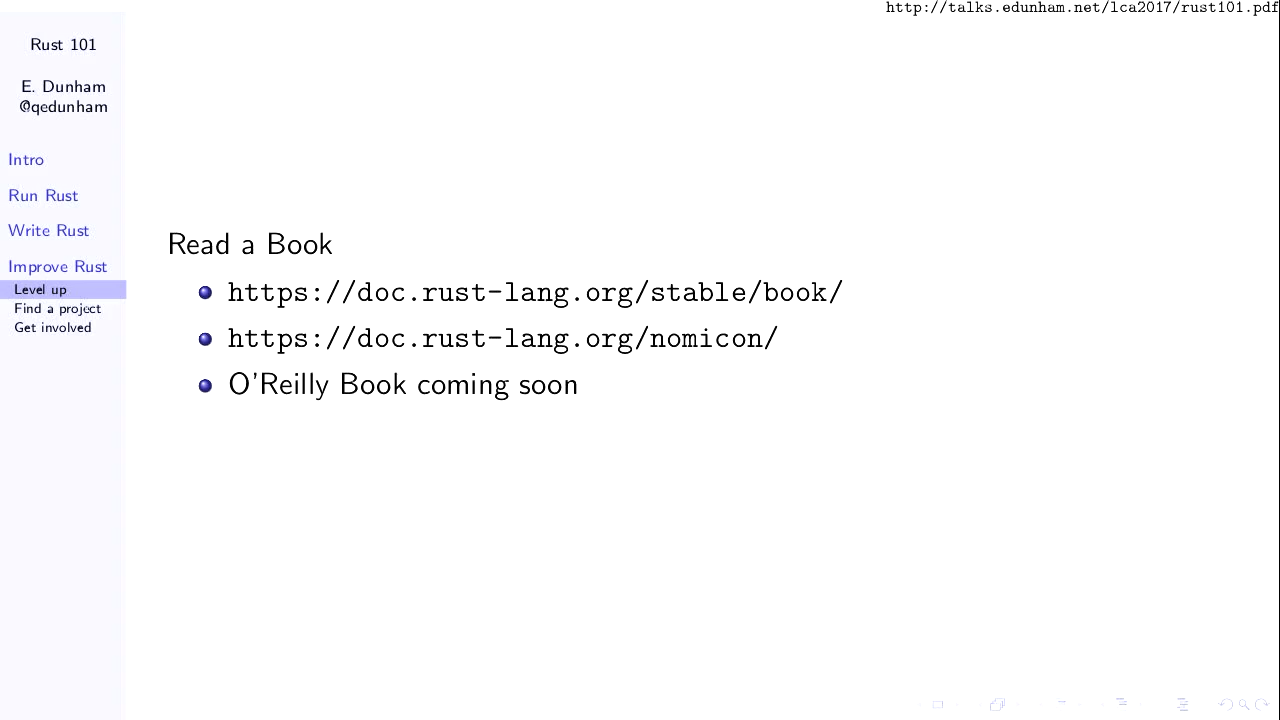 http://talks.edunham.net/lca2017/rust101.pdf
Rust 101
E. Dunham
@qedunham
Intro
Run Rust
Write Rust
Improve Rust
Level up
Find a project
Get involved
Read a Book
https://doc.rust-lang.org/stable/book/
https://doc.rust-lang.org/nomicon/
O'Reilly Book coming soon